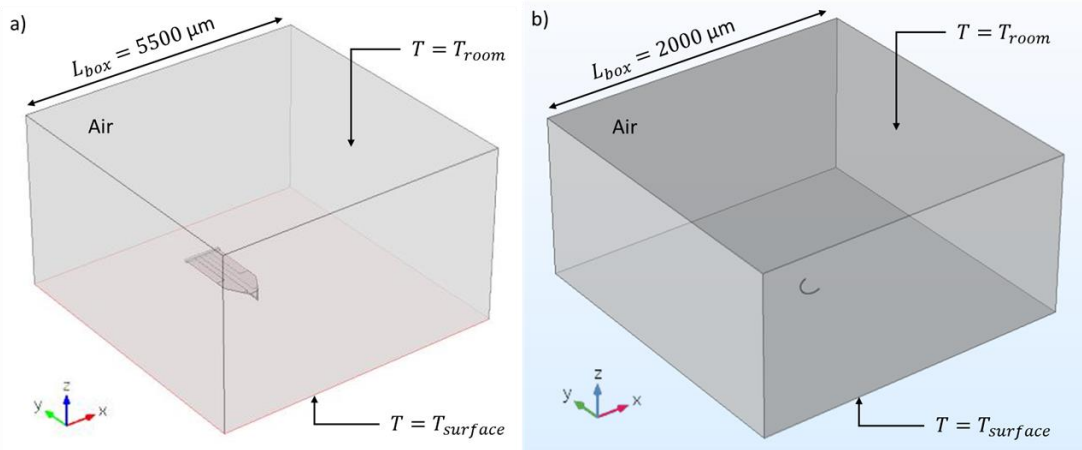 a)
L_box = 5500 μm
T = T_room
Air
z
y
x
T = T_surface
b)
L_box = 2000 μm
T = T_room
Air
z
y
x
T = T_surface